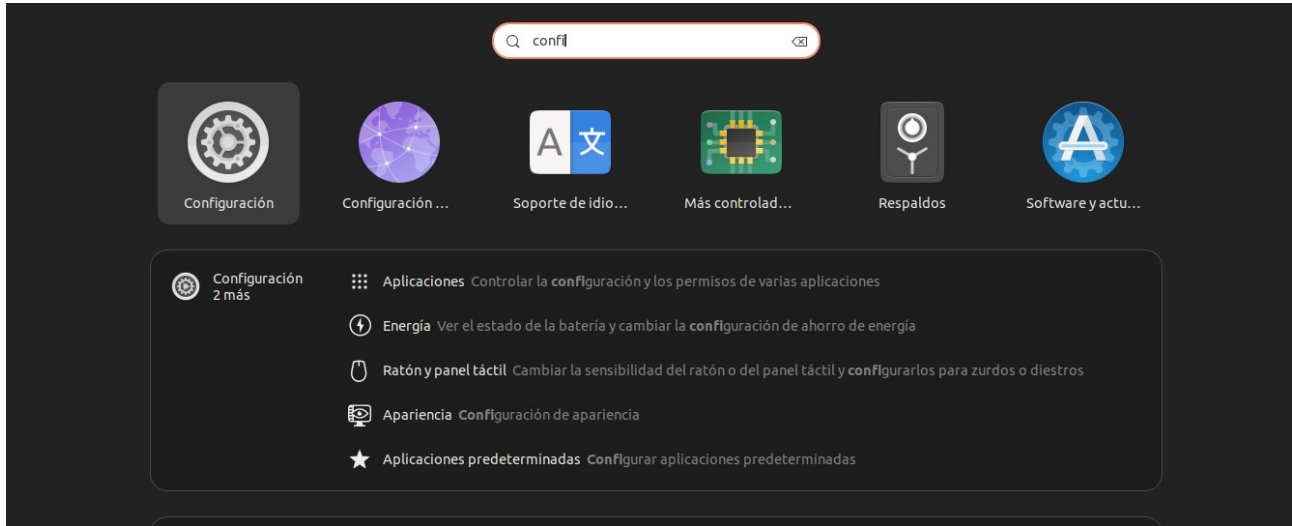 confi
Configuración
Configuración ...
Soporte de idio...
Más controlad...
Respaldos
Software y actu...
Configuración
2 más
Aplicaciones Controlar la configuración y los permisos de varias aplicaciones
Energía Ver el estado de la batería y cambiar la configuración de ahorro de energía
Ratón y panel táctil Cambiar la sensibilidad del ratón o del panel táctil y configurarlos para zurdos o diestros
Apariencia Configuración de apariencia
Aplicaciones predeterminadas Configurar aplicaciones predeterminadas